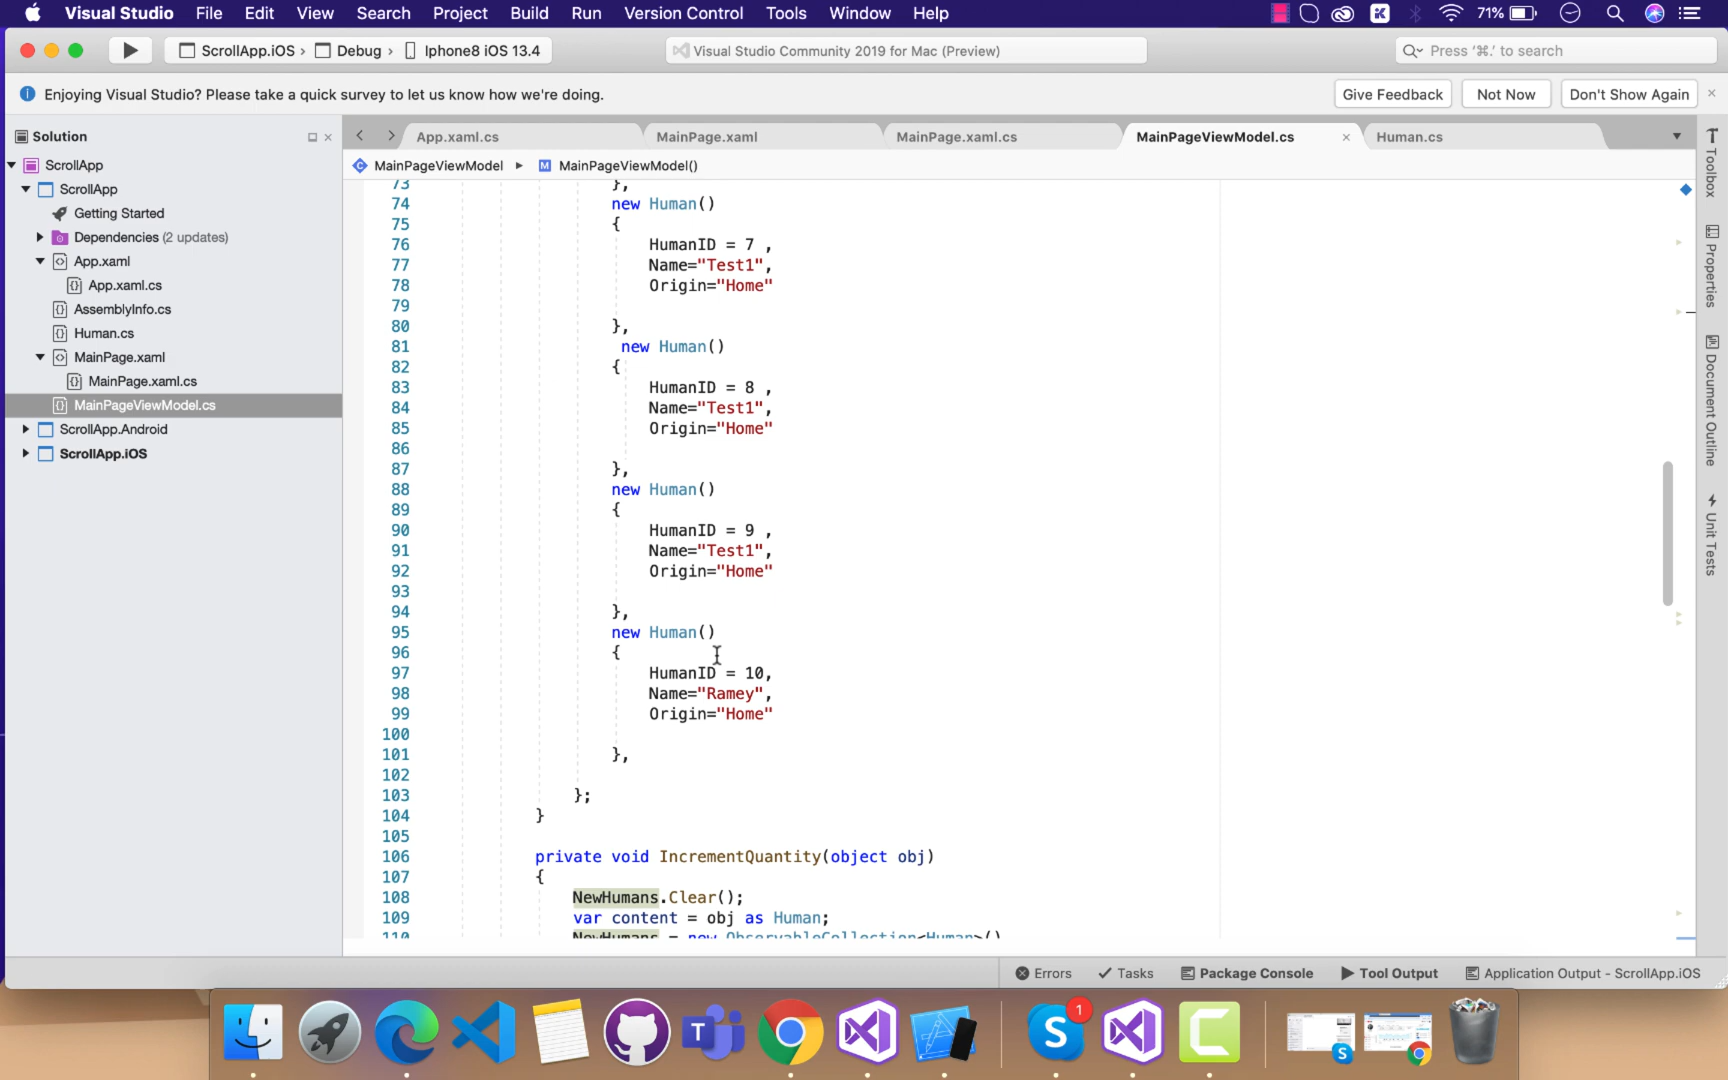 Visual Studio File Edit View Search Project Build Run Version Control Tools Window Help 71%
ScrollApp.iOS › Debug › Iphone8 iOS 13.4 Visual Studio Community 2019 for Mac (Preview) Press '⌘.' to search
Enjoying Visual Studio? Please take a quick survey to let us know how we're doing. Give Feedback Not Now Don't Show Again
Solution
ScrollApp
ScrollApp
Getting Started
Dependencies (2 updates)
App.xaml
App.xaml.cs
AssemblyInfo.cs
Human.cs
MainPage.xaml
MainPage.xaml.cs
MainPageViewModel.cs
ScrollApp.Android
ScrollApp.iOS
App.xaml.cs MainPage.xaml MainPage.xaml.cs MainPageViewModel.cs Human.cs
MainPageViewModel MainPageViewModel()
73 },
74 new Human()
75 {
76 HumanID = 7 ,
77 Name="Test1",
78 Origin="Home"
79
80 },
81 new Human()
82 {
83 HumanID = 8 ,
84 Name="Test1",
85 Origin="Home"
86
87 },
88 new Human()
89 {
90 HumanID = 9 ,
91 Name="Test1",
92 Origin="Home"
93
94 },
95 new Human()
96 {
97 HumanID = 10,
98 Name="Ramey",
99 Origin="Home"
100
101 },
102
103 };
104 }
105
106 private void IncrementQuantity(object obj)
107 {
108 NewHumans.Clear();
109 var content = obj as Human;
110 NewHumans = new ObservableCollection<Human>()
Toolbox
Properties
Document Outline
Unit Tests
Errors Tasks Package Console Tool Output Application Output - ScrollApp.iOS
1